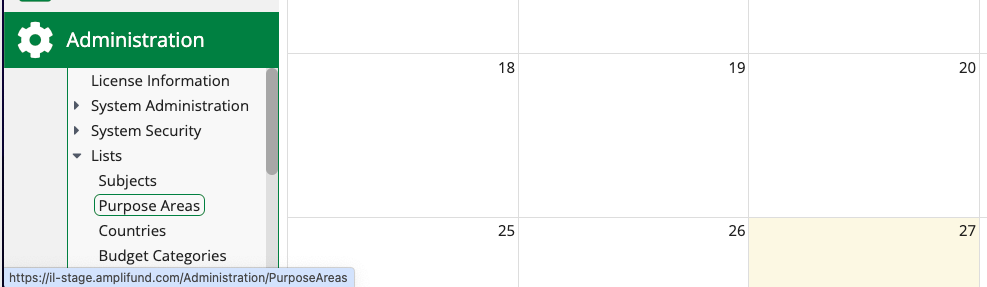 Administration
License Information
System Administration
System Security
Lists
Subjects
Purpose Areas
Countries
Budget Categories
https://il-stage.amplifund.com/Administration/PurposeAreas
18
19
20
25
26
27